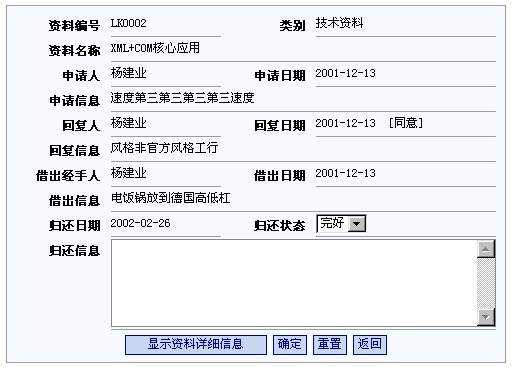 资料编号 LK0002 类别 技术资料
资料名称 XML+COM核心应用
申请人 杨建业 申请日期 2001-12-13
申请信息 速度第三第三第三第三速度
回复人 杨建业 回复日期 2001-12-13 [同意]
回复信息 风格非官方风格工行
借出经手人 杨建业 借出日期 2001-12-13
借出信息 电饭锅放到德国高低杠
归还日期 2002-02-26 归还状态 完好
归还信息
显示资料详细信息 确定 重置 返回